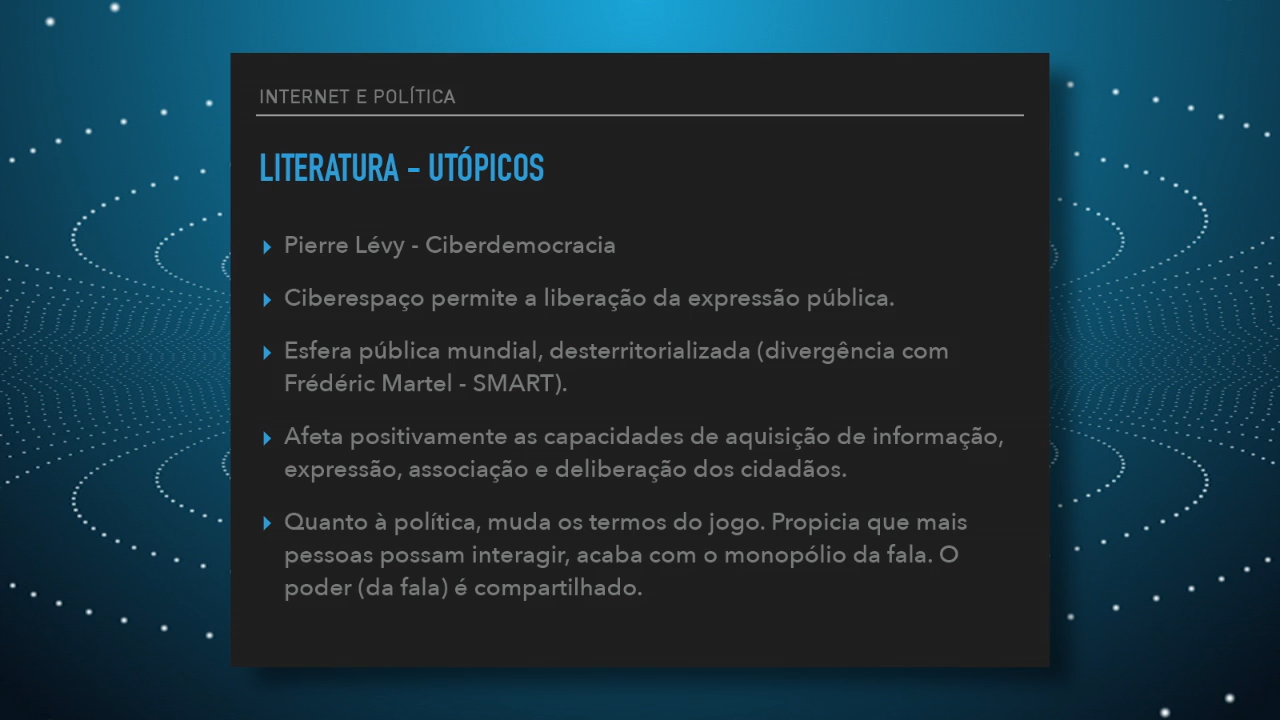 INTERNET E POLÍTICA
LITERATURA - UTÓPICOS
Pierre Lévy - Ciberdemocracia
Ciberespaço permite a liberação da expressão pública.
Esfera pública mundial, desterritorializada (divergência com
Frédéric Martel - SMART).
Afeta positivamente as capacidades de aquisição de informação,
expressão, associação e deliberação dos cidadãos.
Quanto à política, muda os termos do jogo. Propicia que mais
pessoas possam interagir, acaba com o monopólio da fala. O
poder (da fala) é compartilhado.